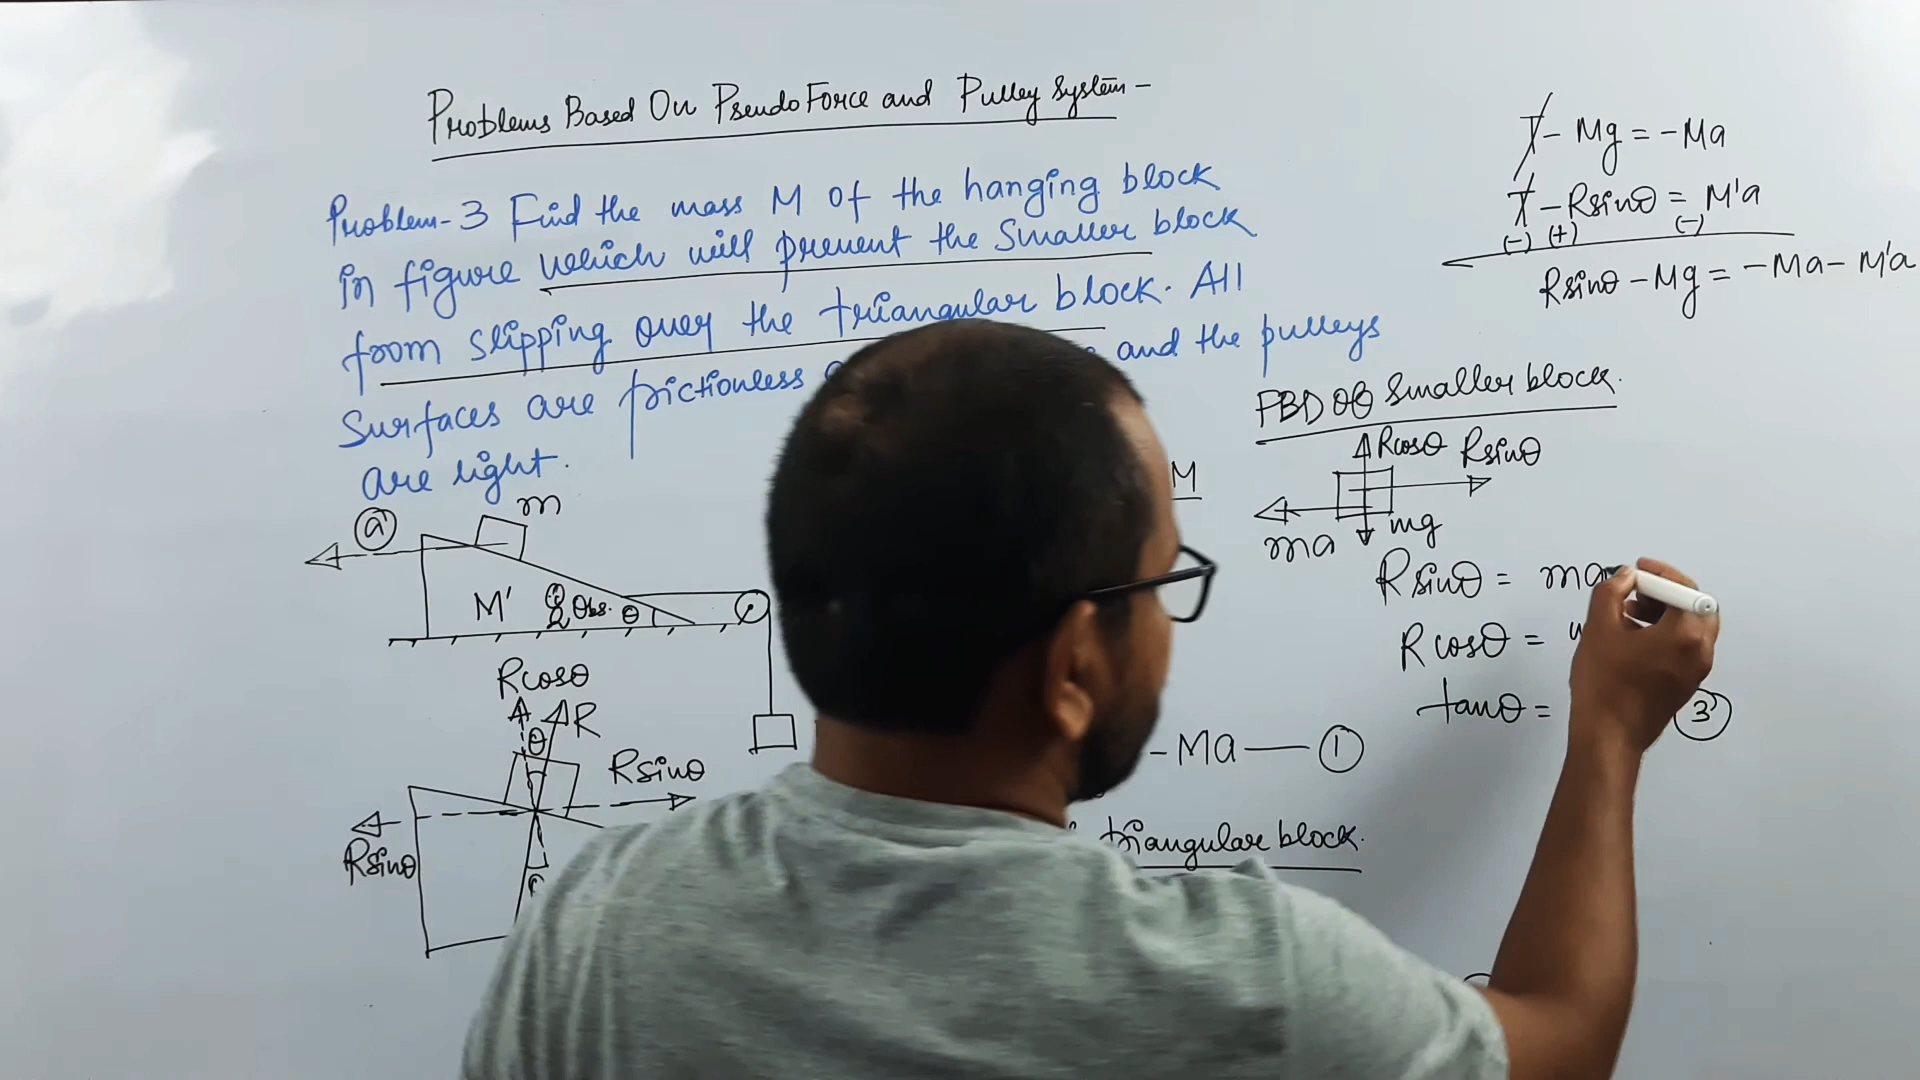 Problems Based On Pseudo Force and Pulley System -
Problem-3 Find the mass M of the hanging block
in figure which will prevent the Smaller block
from slipping over the triangular block. All
Surfaces are frictionless and the pulleys
are light.
a
m
M'
Obs.
θ
Rcosθ
R
θ
Rsinθ
Rsinθ
M
-Ma — 1
triangular block.
T - Mg = -Ma
T - Rsinθ = M'a
(-) (+) (-)
Rsinθ - Mg = -Ma - M'a
FBD of Smaller block.
Rcosθ
Rsinθ
ma
mg
Rsinθ = ma
Rcosθ =
tanθ =
3